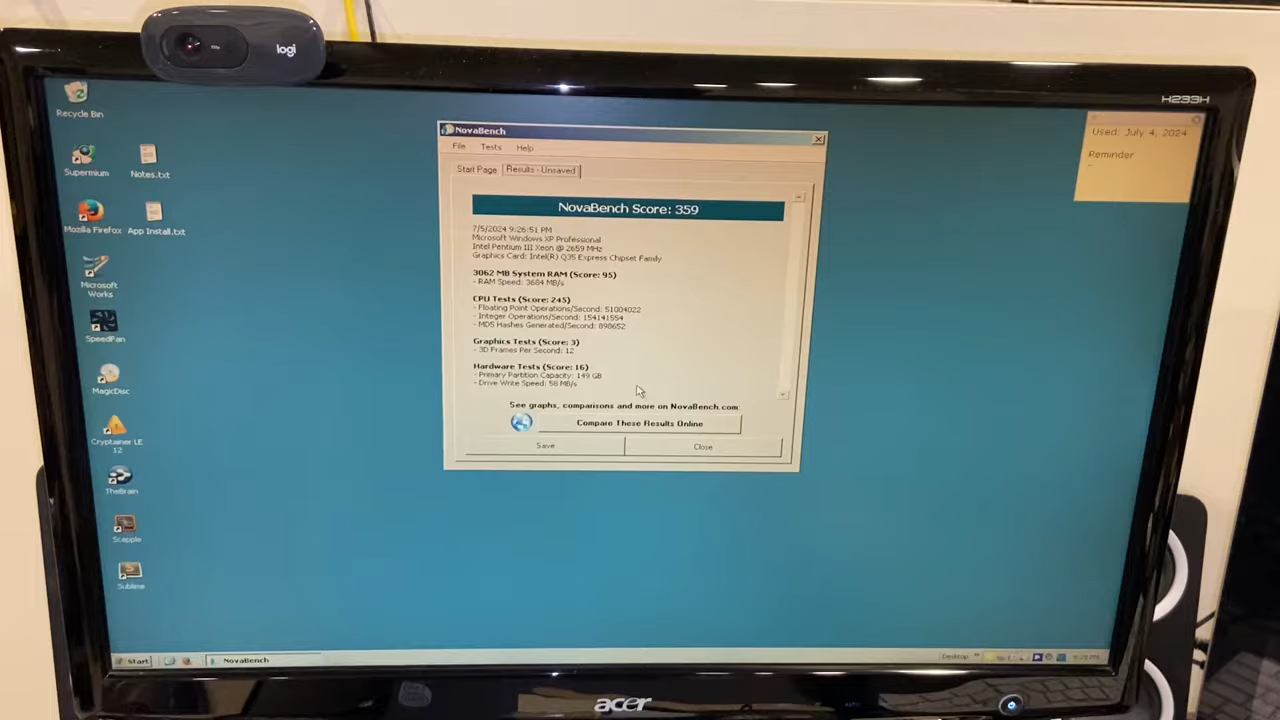 logi
H233H
Recycle Bin
Supermium
Notes.txt
Mozilla Firefox
App Install.txt
Microsoft
Works
SpeedFan
MagicDisc
Cryptainer LE
12
TheBrain
Scapple
Sublime
NovaBench
File Tests Help
Start Page Results - Unsaved
NovaBench Score: 359
7/5/2024 9:26:51 PM
Microsoft Windows XP Professional
Intel Pentium III Xeon @ 2659 MHz
Graphics Card: Intel(R) Q35 Express Chipset Family
3062 MB System RAM (Score: 95)
- RAM Speed: 3684 MB/s
CPU Tests (Score: 245)
- Floating Point Operations/Second: 51004022
- Integer Operations/Second: 154141554
- MD5 Hashes Generated/Second: 898652
Graphics Tests (Score: 3)
- 3D Frames Per Second: 12
Hardware Tests (Score: 16)
- Primary Partition Capacity: 149 GB
- Drive Write Speed: 58 MB/s
See graphs, comparisons and more on NovaBench.com:
Compare These Results Online
Save Close
Used: July 4, 2024
Reminder
-
Start NovaBench Desktop
acer